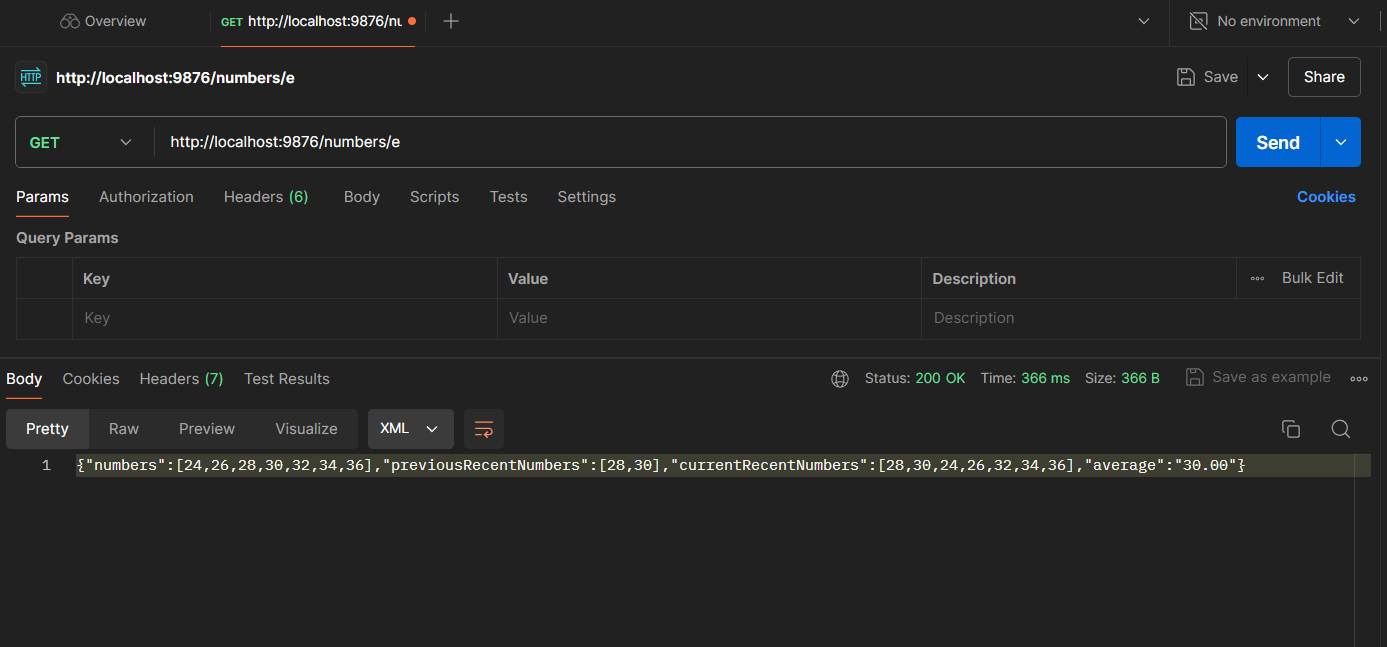 Overview
GET http://localhost:9876/nu
No environment
HTTP http://localhost:9876/numbers/e
Save
Share
GET http://localhost:9876/numbers/e
Send
Params Authorization Headers (6) Body Scripts Tests Settings Cookies
Query Params
Key Value Description Bulk Edit
Key Value Description
Body Cookies Headers (7) Test Results Status: 200 OK Time: 366 ms Size: 366 B Save as example
Pretty Raw Preview Visualize XML
1 {"numbers":[24,26,28,30,32,34,36],"previousRecentNumbers":[28,30],"currentRecentNumbers":[28,30,24,26,32,34,36],"average":"30.00"}